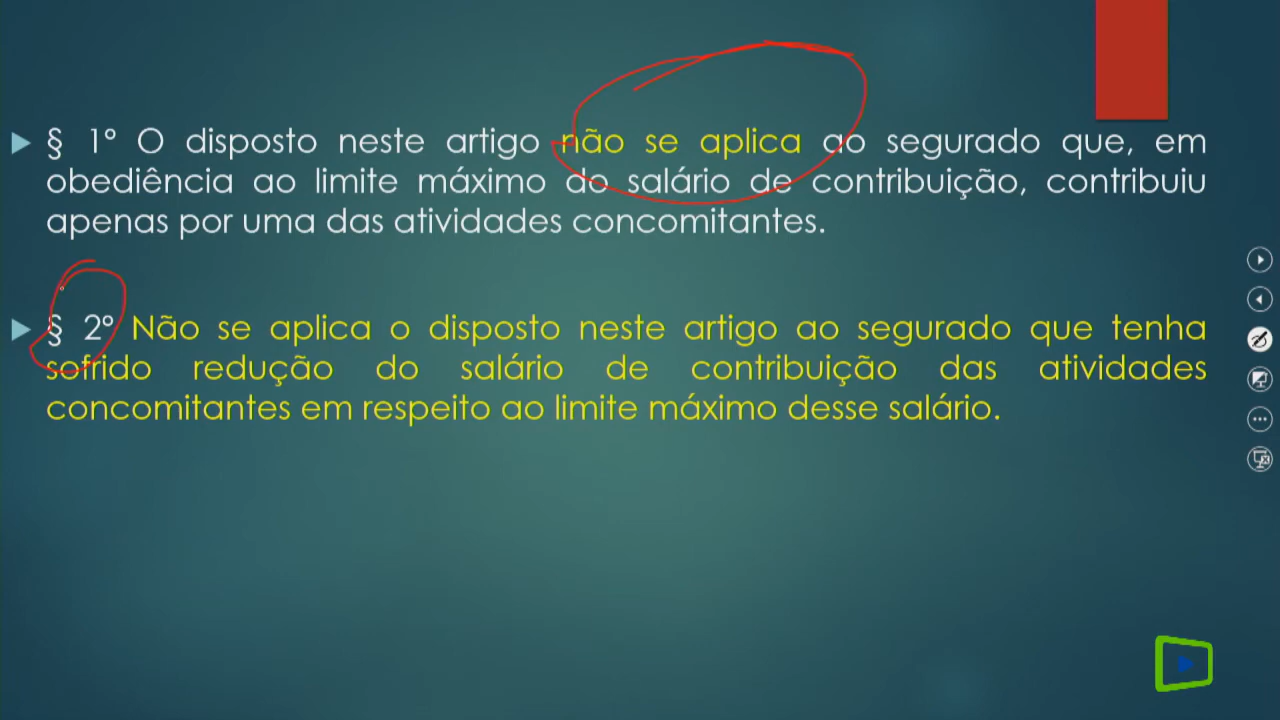 § 1º O disposto neste artigo não se aplica ao segurado que, em
obediência ao limite máximo do salário de contribuição, contribuiu
apenas por uma das atividades concomitantes.
§ 2º Não se aplica o disposto neste artigo ao segurado que tenha
sofrido redução do salário de contribuição das atividades
concomitantes em respeito ao limite máximo desse salário.